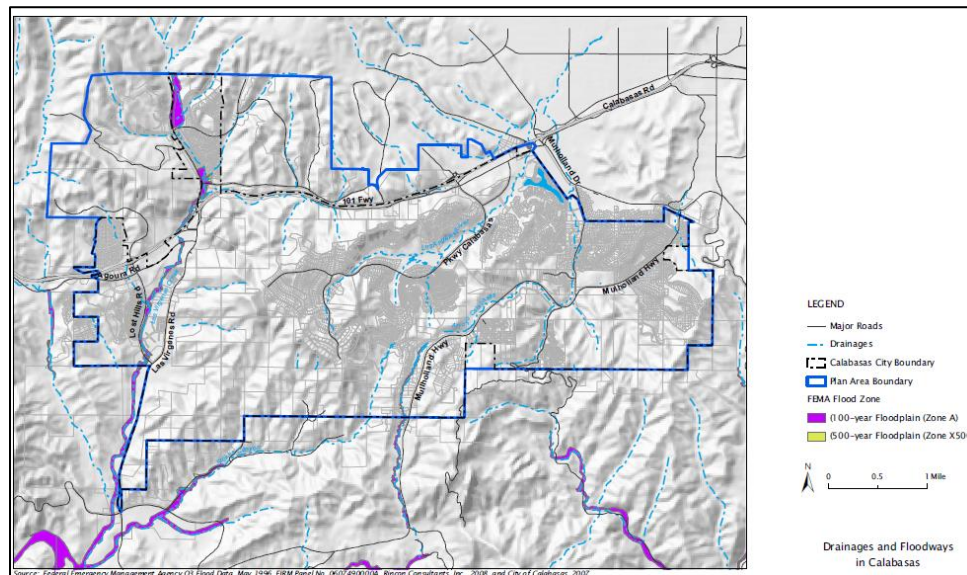 Calabasas Rd
Mulholland Dr
101 Fwy
Pkwy Calabasas
Agoura Rd
Mulholland Hwy
Lost Hills Rd
Las Virgenes Rd
Mulholland Hwy
LEGEND
Major Roads
Drainages
Calabasas City Boundary
Plan Area Boundary
FEMA Flood Zone
(100-year Floodplain (Zone A)
(500-year Floodplain (Zone X50
N
0 0.5 1 Mile
Drainages and Floodways
in Calabasas
Source: Federal Emergency Management Agency Q3 Flood Data, May 1996, FIRM Panel No. Rincon Consultants, Inc., 2008, and City of Calabasas, 2007